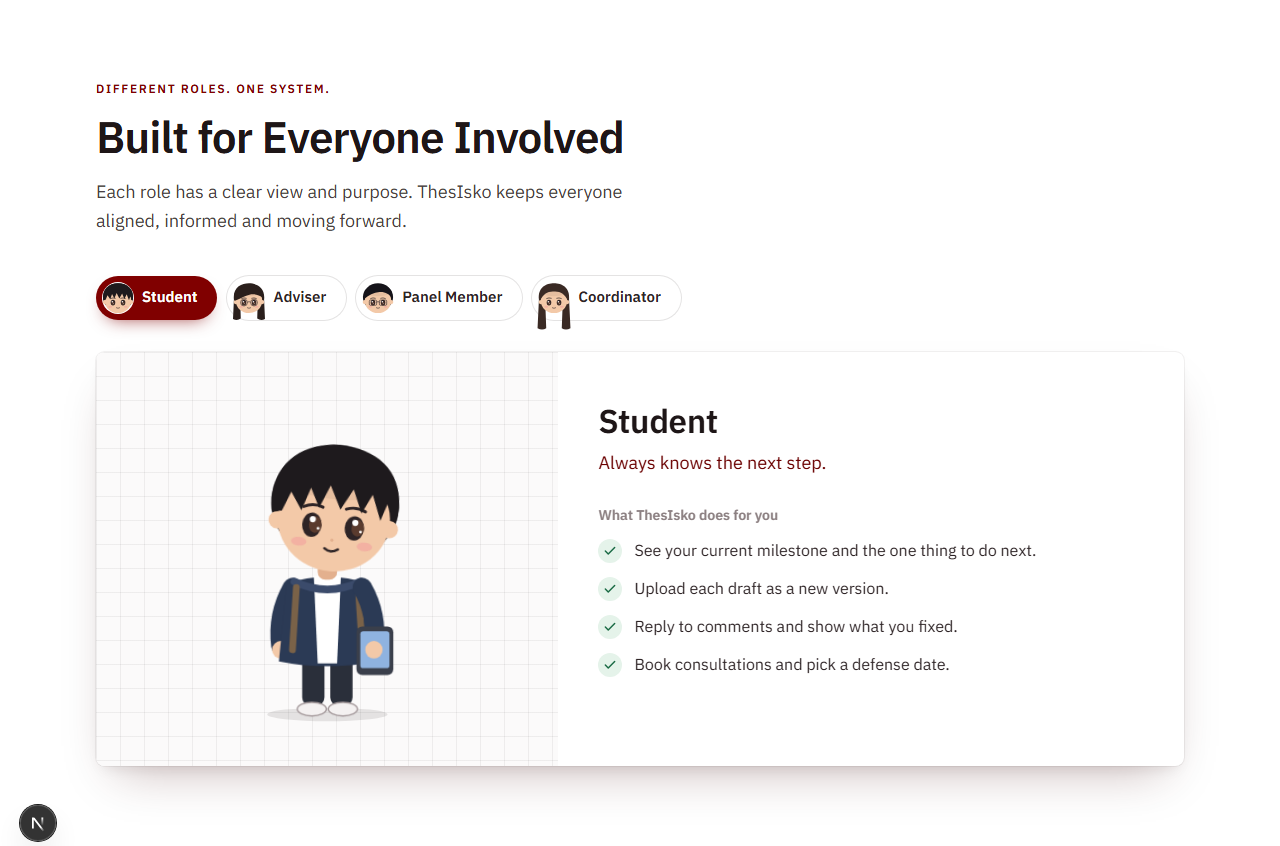 DIFFERENT ROLES. ONE SYSTEM.
Built for Everyone Involved
Each role has a clear view and purpose. ThesIsko keeps everyone
aligned, informed and moving forward.
Student
Adviser
Panel Member
Coordinator
Student
Always knows the next step.
What ThesIsko does for you
See your current milestone and the one thing to do next.
Upload each draft as a new version.
Reply to comments and show what you fixed.
Book consultations and pick a defense date.
N